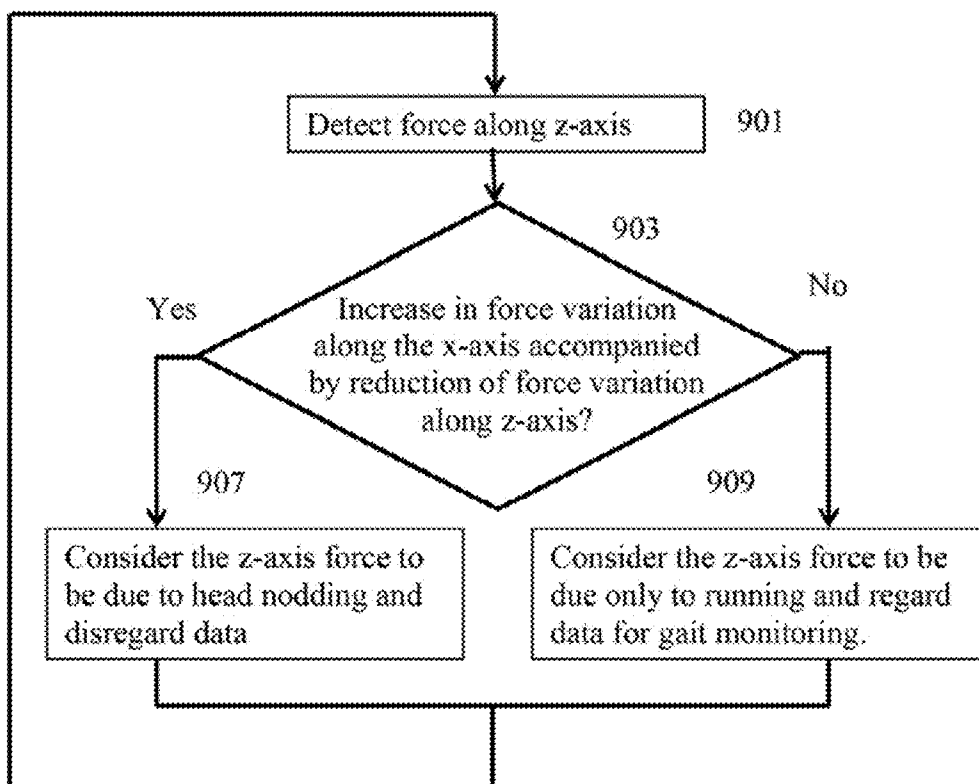 Detect force along z-axis
901
903
Yes
No
Increase in force variation
along the x-axis accompanied
by reduction of force variation
along z-axis?
907
909
Consider the z-axis force to
be due to head nodding and
disregard data
Consider the z-axis force to be
due only to running and regard
data for gait monitoring.